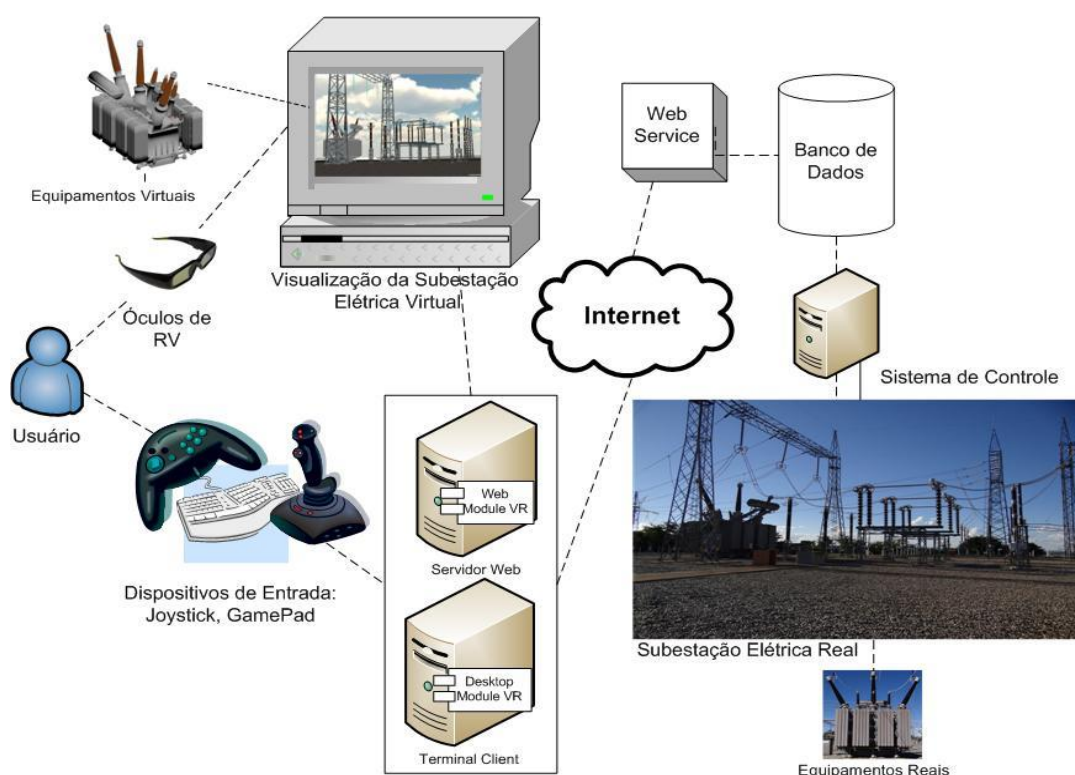 Equipamentos Virtuais
Visualização da Subestação
Elétrica Virtual
Web
Service
Banco de
Dados
Óculos de
RV
Usuário
Internet
Sistema de Controle
Dispositivos de Entrada:
Joystick, GamePad
Web
Module VR
Servidor Web
Desktop
Module VR
Terminal Client
Subestação Elétrica Real
Equipamentos Reais